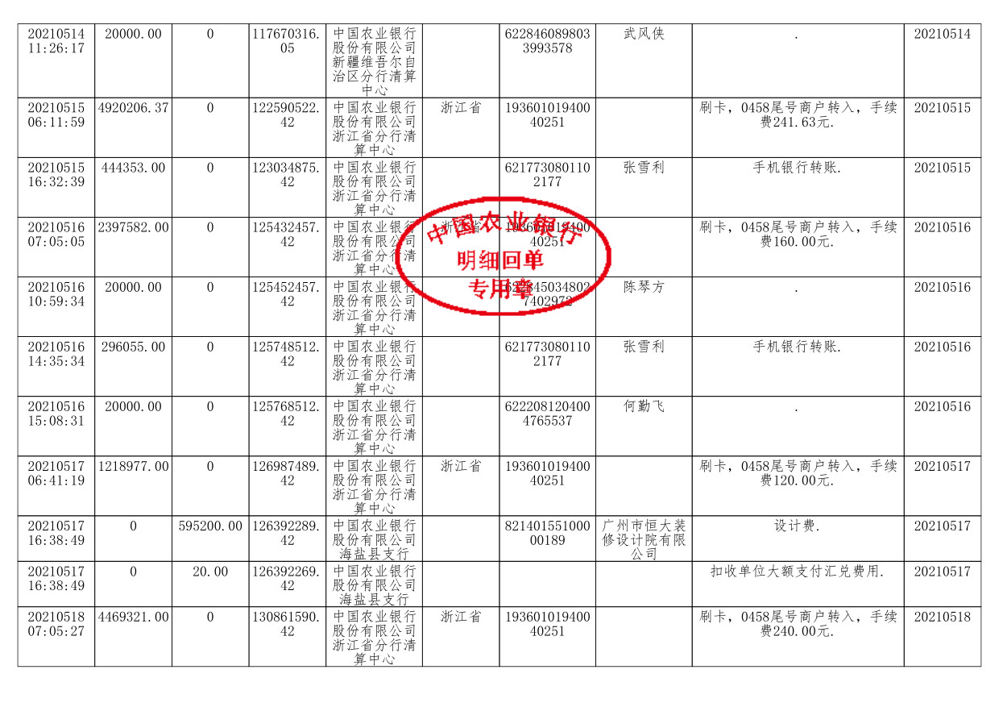 20210514
11:26:17
20000.00
0
117670316.
05
中国农业银行
股份有限公司
新疆维吾尔自
治区分行清算
中心
622846089803
3993578
武风侠
.
20210514
20210515
06:11:59
4920206.37
0
122590522.
42
中国农业银行
股份有限公司
浙江省分行清
算中心
浙江省
193601019400
40251
刷卡，0458尾号商户转入，手续
费241.63元.
20210515
20210515
16:32:39
444353.00
0
123034875.
42
中国农业银行
股份有限公司
浙江省分行清
算中心
621773080110
2177
张雪利
手机银行转账.
20210515
20210516
07:05:05
2397582.00
0
125432457.
42
中国农业银行
股份有限公司
浙江省分行清
算中心
浙江省
193601019400
40251
刷卡，0458尾号商户转入，手续
费160.00元.
20210516
中国农业银行
明细回单
专用章
20210516
10:59:34
20000.00
0
125452457.
42
中国农业银行
股份有限公司
浙江省分行清
算中心
622845034802
7402972
陈琴方
.
20210516
20210516
14:35:34
296055.00
0
125748512.
42
中国农业银行
股份有限公司
浙江省分行清
算中心
621773080110
2177
张雪利
手机银行转账.
20210516
20210516
15:08:31
20000.00
0
125768512.
42
中国农业银行
股份有限公司
浙江省分行清
算中心
622208120400
4765537
何勤飞
.
20210516
20210517
06:41:19
1218977.00
0
126987489.
42
中国农业银行
股份有限公司
浙江省分行清
算中心
浙江省
193601019400
40251
刷卡，0458尾号商户转入，手续
费120.00元.
20210517
20210517
16:38:49
0
595200.00
126392289.
42
中国农业银行
股份有限公司
海盐县支行
821401551000
00189
广州市恒大装
修设计院有限
公司
设计费.
20210517
20210517
16:38:49
0
20.00
126392269.
42
中国农业银行
股份有限公司
海盐县支行
扣收单位大额支付汇兑费用.
20210517
20210518
07:05:27
4469321.00
0
130861590.
42
中国农业银行
股份有限公司
浙江省分行清
算中心
浙江省
193601019400
40251
刷卡，0458尾号商户转入，手续
费240.00元.
20210518